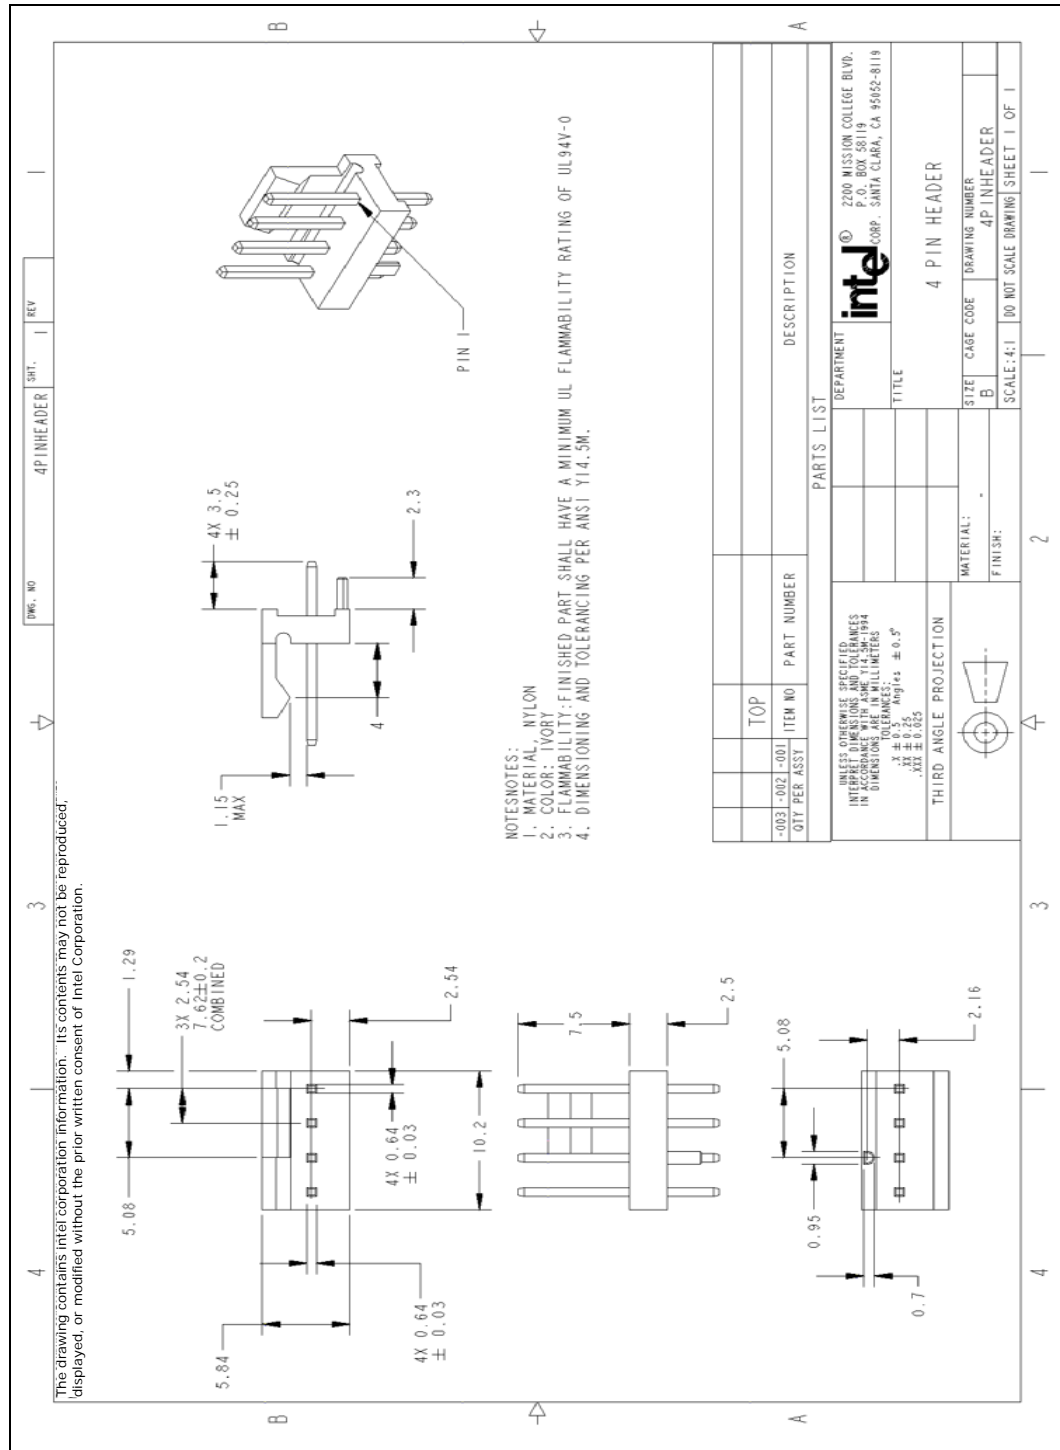 The drawing contains intel corporation information. Its contents may not be reproduced,
displayed, or modified without the prior written consent of Intel Corporation.
4
3
1
DWG. NO
4PINHEADER
SHT.
1
REV
B
A
5.08
1.29
3X 2.54
7.62±0.2
COMBINED
2.54
5.84
4X 0.64
± 0.03
4X 0.64
± 0.03
10.2
7.5
2.5
5.08
0.95
0.7
2.16
1.15
MAX
4
4X 3.5
± 0.25
2.3
PIN 1
NOTESNOTES:
1. MATERIAL, NYLON
2. COLOR: IVORY
3. FLAMMABILITY:FINISHED PART SHALL HAVE A MINIMUM UL FLAMMABILITY RATING OF UL94V-0
4. DIMENSIONING AND TOLERANCING PER ANSI Y14.5M.
TOP
-003 -002 -001
ITEM NO
PART NUMBER
DESCRIPTION
QTY PER ASSY
PARTS LIST
UNLESS OTHERWISE SPECIFIED
INTERPRET DIMENSIONS AND TOLERANCES
IN ACCORDANCE WITH ASME Y14.5M-1994
DIMENSIONS ARE IN MILLIMETERS
TOLERANCES:
.X ± 0.5 Angles ± 0.5°
.XX ± 0.25
.XXX ± 0.025
THIRD ANGLE PROJECTION
MATERIAL: -
FINISH:
DEPARTMENT
intel®
CORP.
2200 MISSION COLLEGE BLVD.
P.O. BOX 58119
SANTA CLARA, CA 95052-8119
TITLE
4 PIN HEADER
SIZE
B
CAGE CODE
DRAWING NUMBER
4PINHEADER
SCALE:4:1
DO NOT SCALE DRAWING
SHEET 1 OF 1
B
A
4
3
2